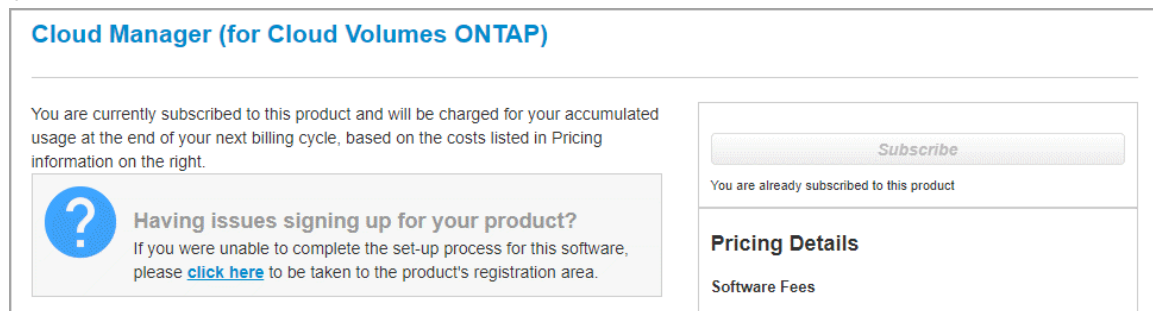 Cloud Manager (for Cloud Volumes ONTAP)
You are currently subscribed to this product and will be charged for your accumulated
usage at the end of your next billing cycle, based on the costs listed in Pricing
information on the right.
?
Having issues signing up for your product?
If you were unable to complete the set-up process for this software,
please click here to be taken to the product's registration area.
Subscribe
You are already subscribed to this product
Pricing Details
Software Fees